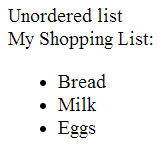 Unordered list
My Shopping List:
• Bread
• Milk
• Eggs